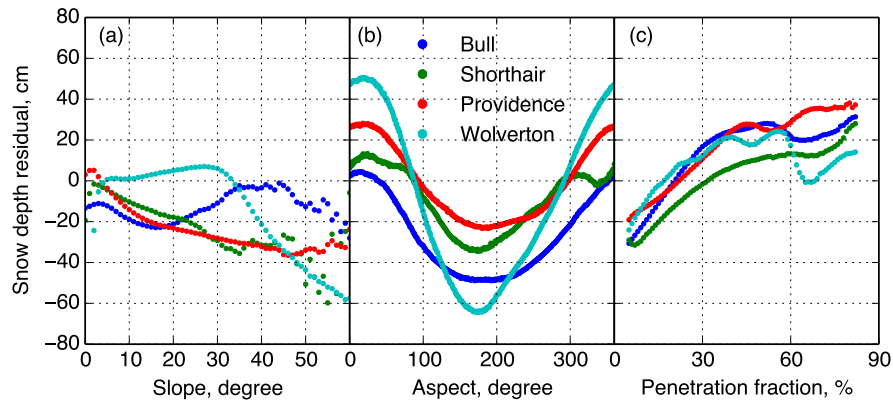 80
60
40
20
0
−20
−40
−60
−80
Snow depth residual, cm
(a)
(b)
(c)
Bull
Shorthair
Providence
Wolverton
0 10 20 30 40 50
0 100 200 300
0 30 60 90
Slope, degree
Aspect, degree
Penetration fraction, %